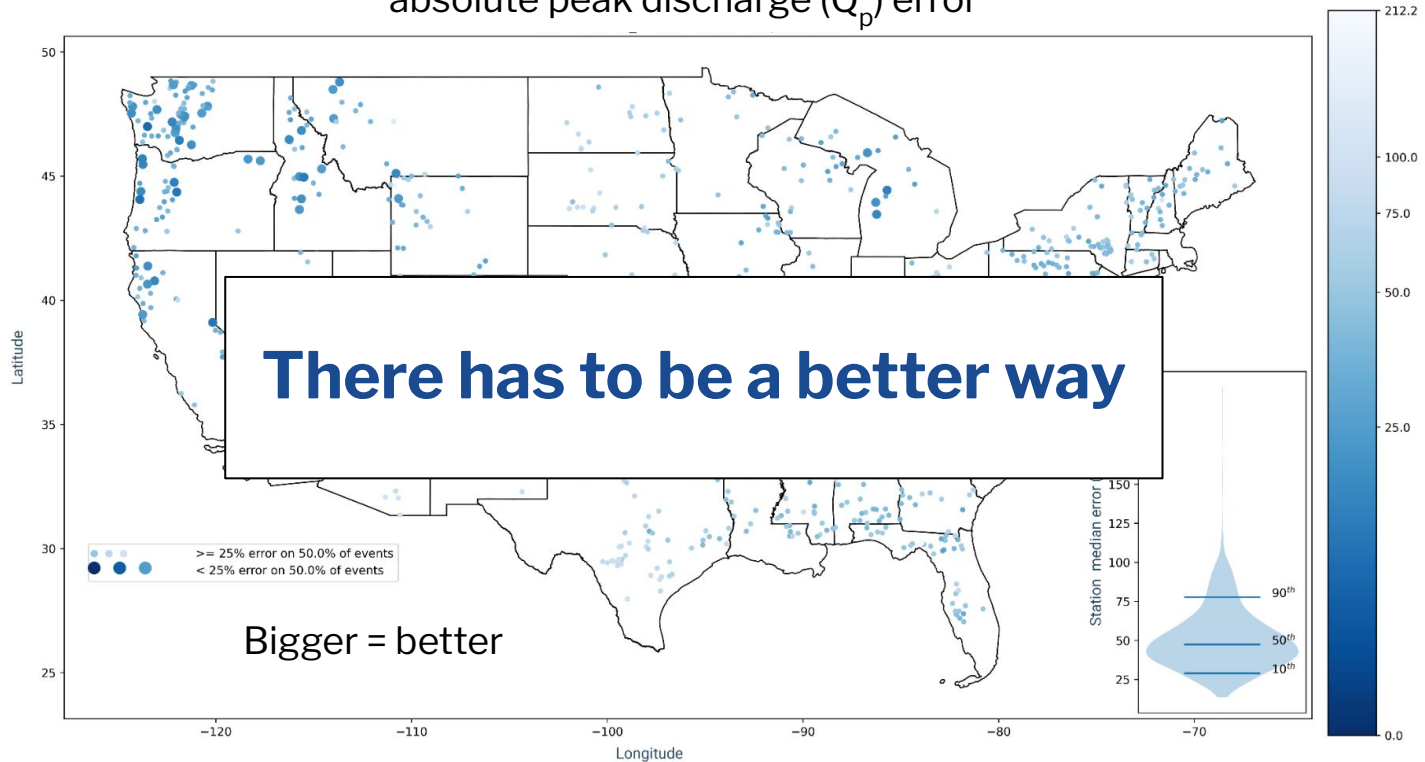 absolute peak discharge (Qp) error
212.2
100.0
75.0
50.0
25.0
0.0
50
45
40
35
30
25
Latitude
There has to be a better way
>= 25% error on 50.0% of events
< 25% error on 50.0% of events
Bigger = better
Station median error
150
125
100
75
50
25
90th
50th
10th
−120
−110
−100
−90
−80
−70
Longitude